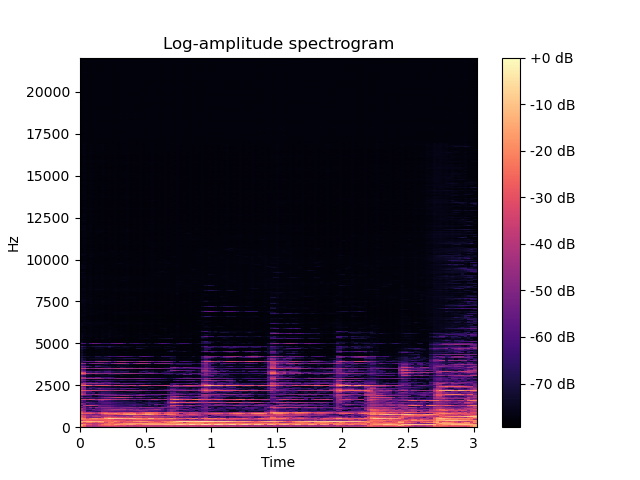 Log-amplitude spectrogram
Hz
20000
17500
15000
12500
10000
7500
5000
2500
0
0 0.5 1 1.5 2 2.5 3
Time
+0 dB
-10 dB
-20 dB
-30 dB
-40 dB
-50 dB
-60 dB
-70 dB